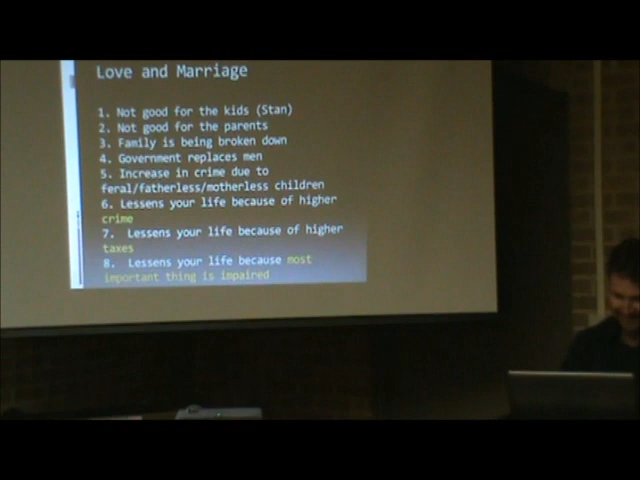 Love and Marriage
1. Not good for the kids (Stan)
2. Not good for the parents
3. Family is being broken down
4. Government replaces men
5. Increase in crime due to
feral/fatherless/motherless children
6. Lessens your life because of higher
crime
7. Lessens your life because of higher
taxes
8. Lessens your life because most
important thing is impaired